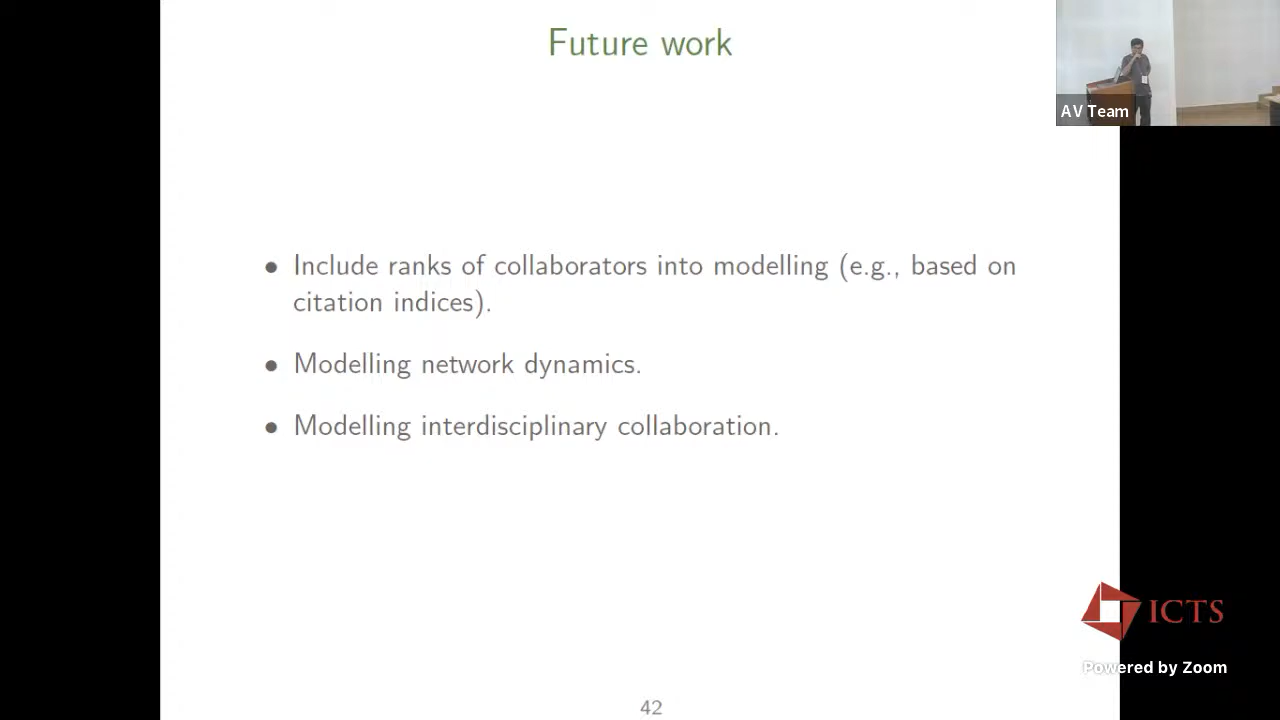 Future work
AV Team
• Include ranks of collaborators into modelling (e.g., based on
citation indices).
• Modelling network dynamics.
• Modelling interdisciplinary collaboration.
ICTS
Powered by Zoom
42